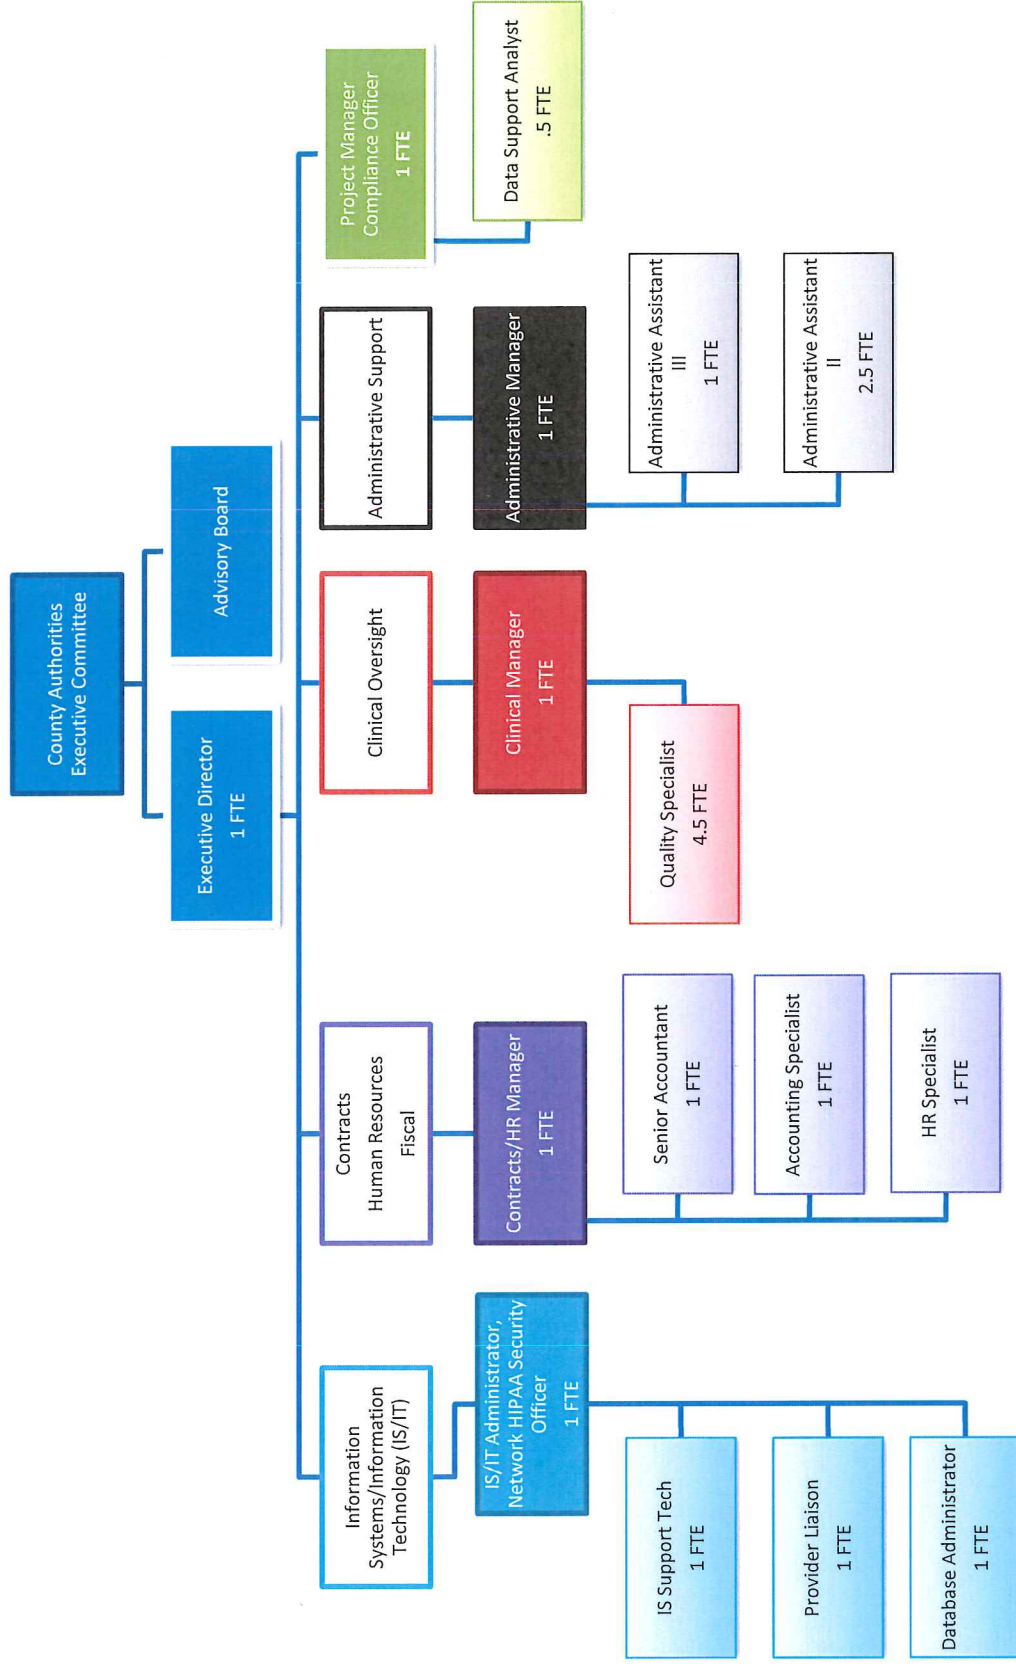 County Authorities
Executive Committee
Executive Director
1 FTE
Advisory Board
Information
Systems/Information
Technology (IS/IT)
IS/IT Administrator,
Network HIPAA Security
Officer
1 FTE
IS Support Tech
1 FTE
Provider Liaison
1 FTE
Database Administrator
1 FTE
Contracts
Human Resources
Fiscal
Contracts/HR Manager
1 FTE
Senior Accountant
1 FTE
Accounting Specialist
1 FTE
HR Specialist
1 FTE
Clinical Oversight
Clinical Manager
1 FTE
Quality Specialist
4.5 FTE
Administrative Support
Administrative Manager
1 FTE
Administrative Assistant
III
1 FTE
Administrative Assistant
II
2.5 FTE
Project Manager
Compliance Officer
1 FTE
Data Support Analyst
.5 FTE